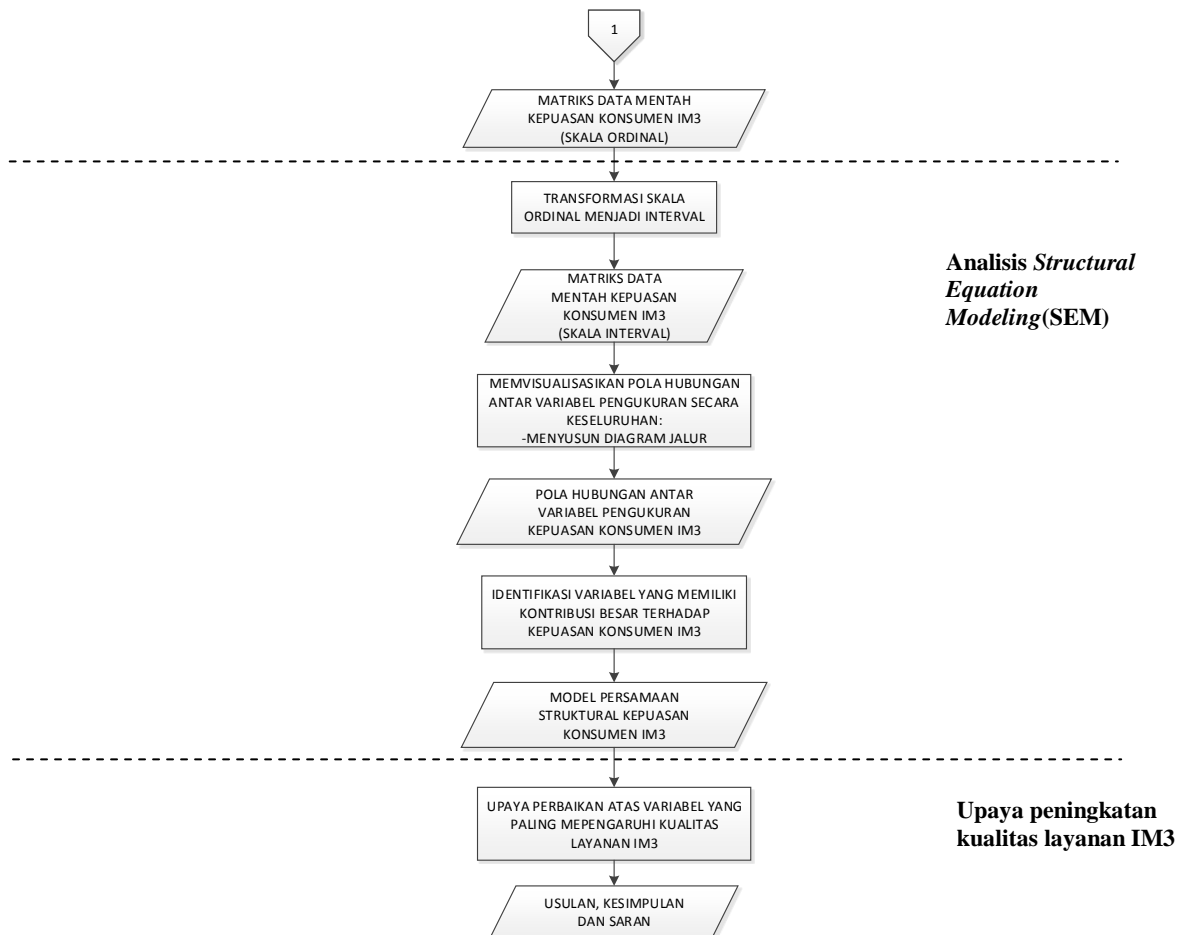 1
MATRIKS DATA MENTAH
KEPUASAN KONSUMEN IM3
(SKALA ORDINAL)
TRANSFORMASI SKALA
ORDINAL MENJADI INTERVAL
Analisis Structural
Equation
Modeling(SEM)
MATRIKS DATA
MENTAH KEPUASAN
KONSUMEN IM3
(SKALA INTERVAL)
MEMVISUALISASIKAN POLA HUBUNGAN
ANTAR VARIABEL PENGUKURAN SECARA
KESELURUHAN:
-MENYUSUN DIAGRAM JALUR
POLA HUBUNGAN ANTAR
VARIABEL PENGUKURAN
KEPUASAN KONSUMEN IM3
IDENTIFIKASI VARIABEL YANG MEMILIKI
KONTRIBUSI BESAR TERHADAP
KEPUASAN KONSUMEN IM3
MODEL PERSAMAAN
STRUKTURAL KEPUASAN
KONSUMEN IM3
UPAYA PERBAIKAN ATAS VARIABEL YANG
PALING MEPENGARUHI KUALITAS
LAYANAN IM3
Upaya peningkatan
kualitas layanan IM3
USULAN, KESIMPULAN
DAN SARAN